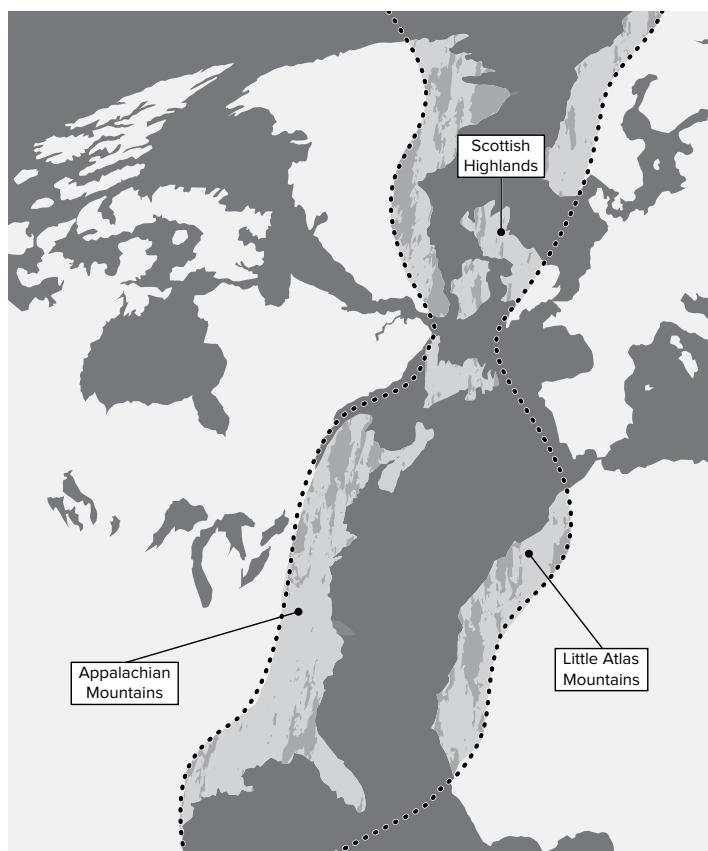 Scottish
Highlands
Appalachian
Mountains
Little Atlas
Mountains